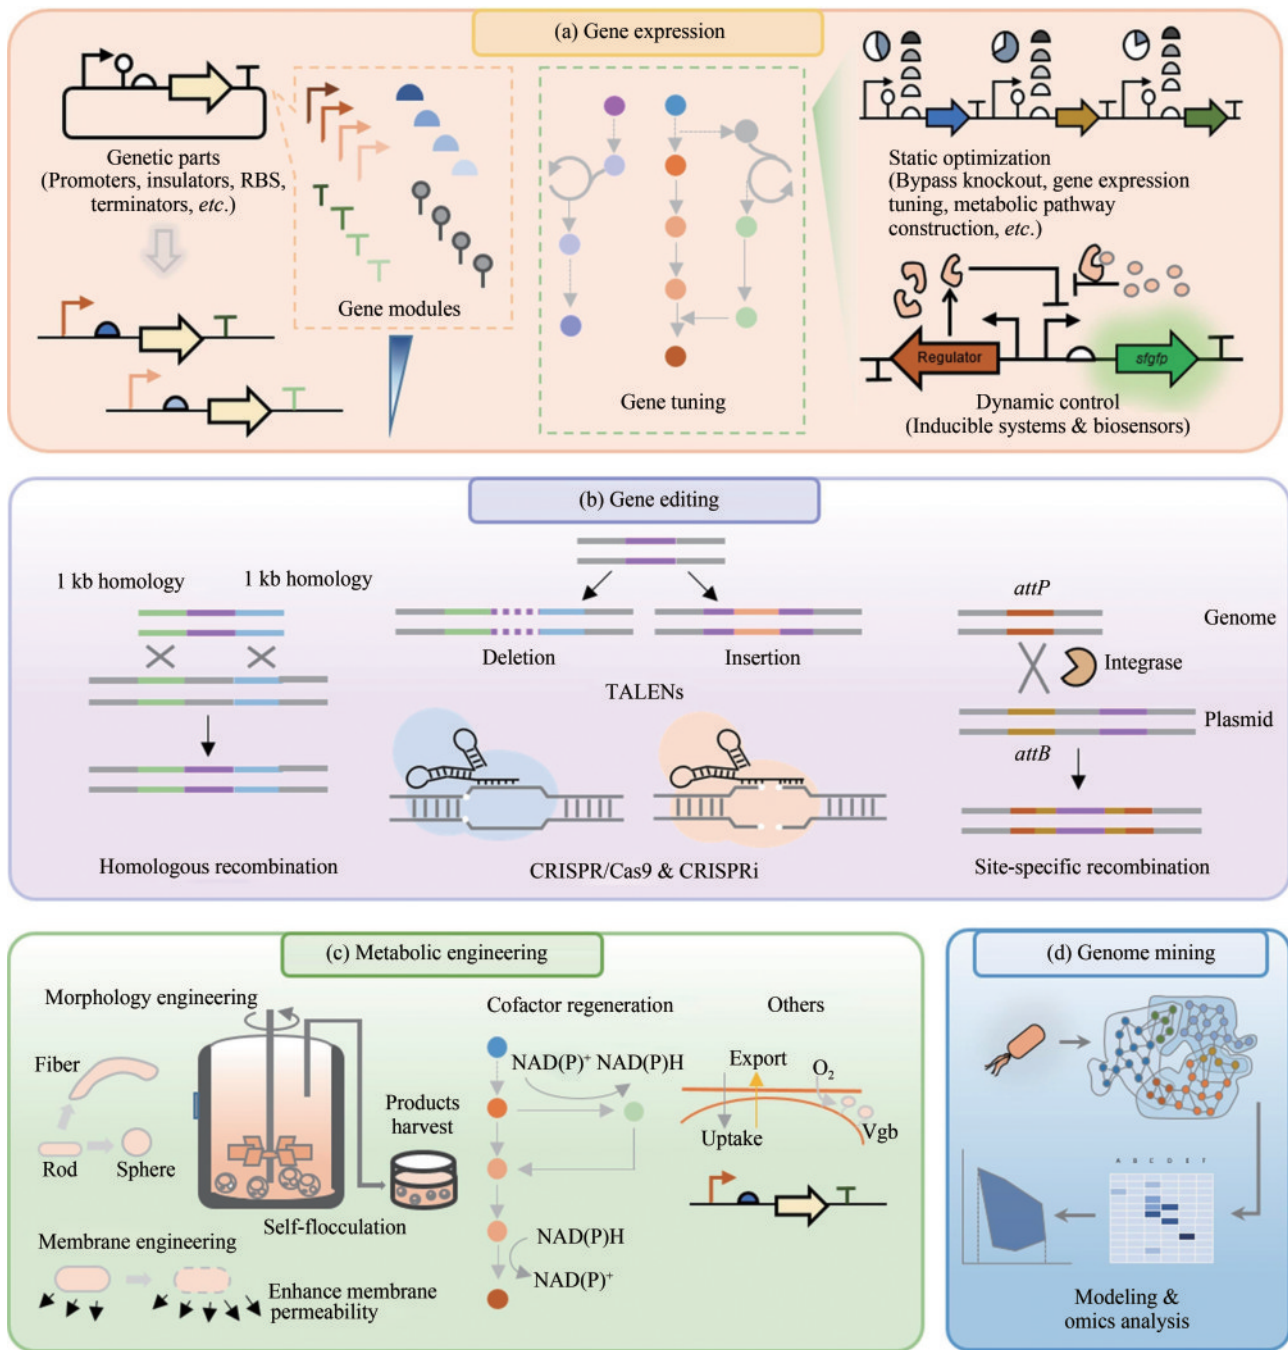 (a) Gene expression
Genetic parts
(Promoters, insulators, RBS,
terminators, etc.)
Gene modules
Gene tuning
Static optimization
(Bypass knockout, gene expression
tuning, metabolic pathway
construction, etc.)
Regulator
sfgfp
Dynamic control
(Inducible systems & biosensors)
(b) Gene editing
1 kb homology
1 kb homology
Homologous recombination
Deletion
Insertion
TALENs
CRISPR/Cas9 & CRISPRi
attP
Genome
Integrase
Plasmid
attB
Site-specific recombination
(c) Metabolic engineering
Morphology engineering
Fiber
Rod
Sphere
Self-flocculation
Products
harvest
Membrane engineering
Enhance membrane
permeability
Cofactor regeneration
NAD(P)⁺ NAD(P)H
NAD(P)H
NAD(P)⁺
Others
Export
O₂
Uptake
Vgb
(d) Genome mining
A B C D E F
Modeling &
omics analysis